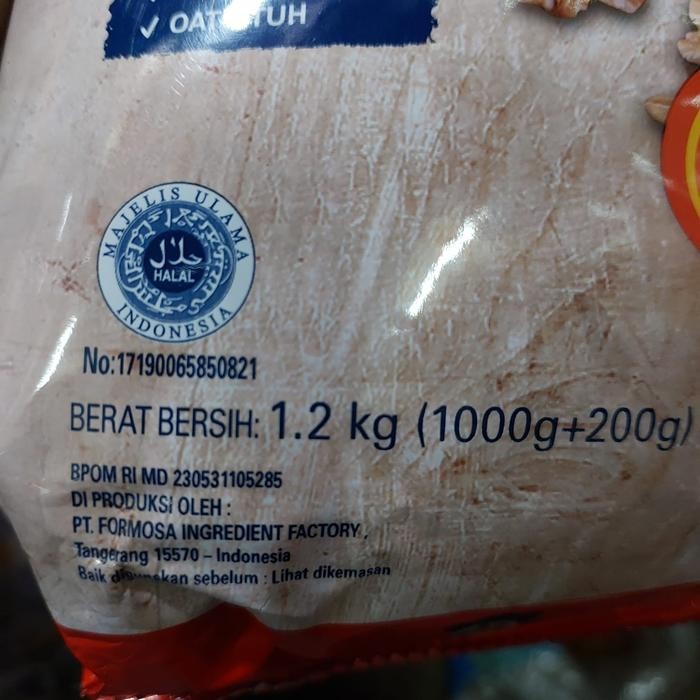 ✓ OAT UTUH
MAJELIS ULAMA
حلال
HALAL
INDONESIA
No:17190065850821
BERAT BERSIH: 1.2 kg (1000g+200g)
BPOM RI MD 230531105285
DI PRODUKSI OLEH :
PT. FORMOSA INGREDIENT FACTORY,
Tangerang 15570 – Indonesia
Baik digunakan sebelum : Lihat dikemasan